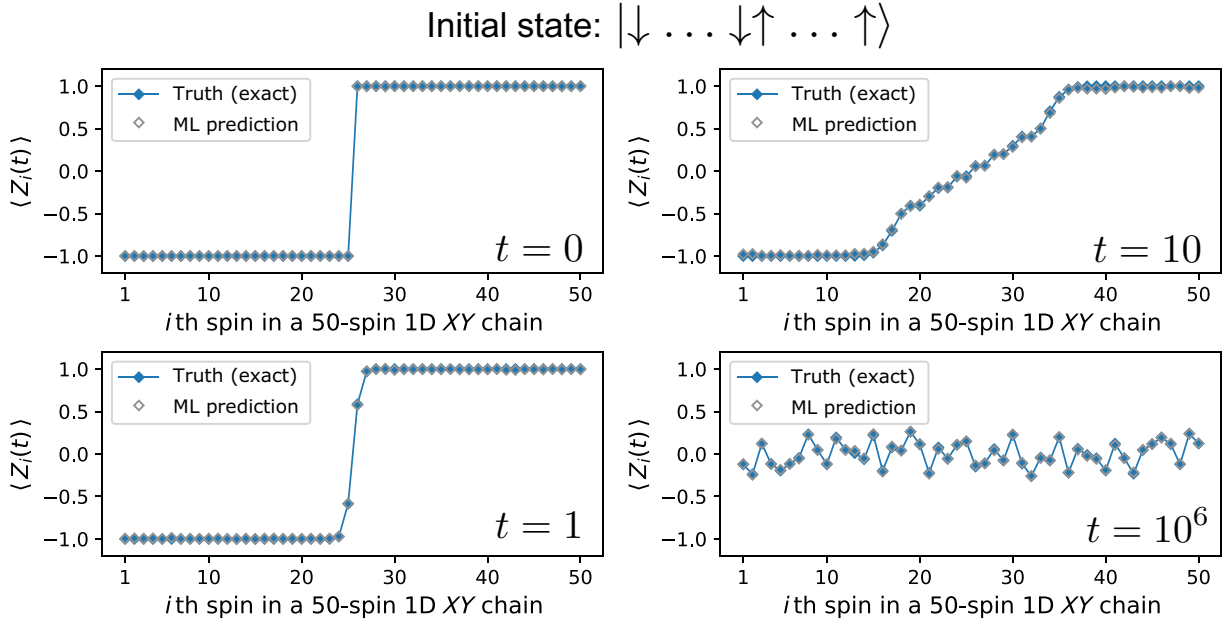 Initial state: |↓ ... ↓↑ ... ↑⟩
1.0
0.5
0.0
−0.5
−1.0
⟨Z_i(t)⟩
Truth (exact)
ML prediction
t = 0
1 10 20 30 40 50
i th spin in a 50-spin 1D XY chain
1.0
0.5
0.0
−0.5
−1.0
⟨Z_i(t)⟩
Truth (exact)
ML prediction
t = 10
1 10 20 30 40 50
i th spin in a 50-spin 1D XY chain
1.0
0.5
0.0
−0.5
−1.0
⟨Z_i(t)⟩
Truth (exact)
ML prediction
t = 1
1 10 20 30 40 50
i th spin in a 50-spin 1D XY chain
1.0
0.5
0.0
−0.5
−1.0
⟨Z_i(t)⟩
Truth (exact)
ML prediction
t = 10⁶
1 10 20 30 40 50
i th spin in a 50-spin 1D XY chain